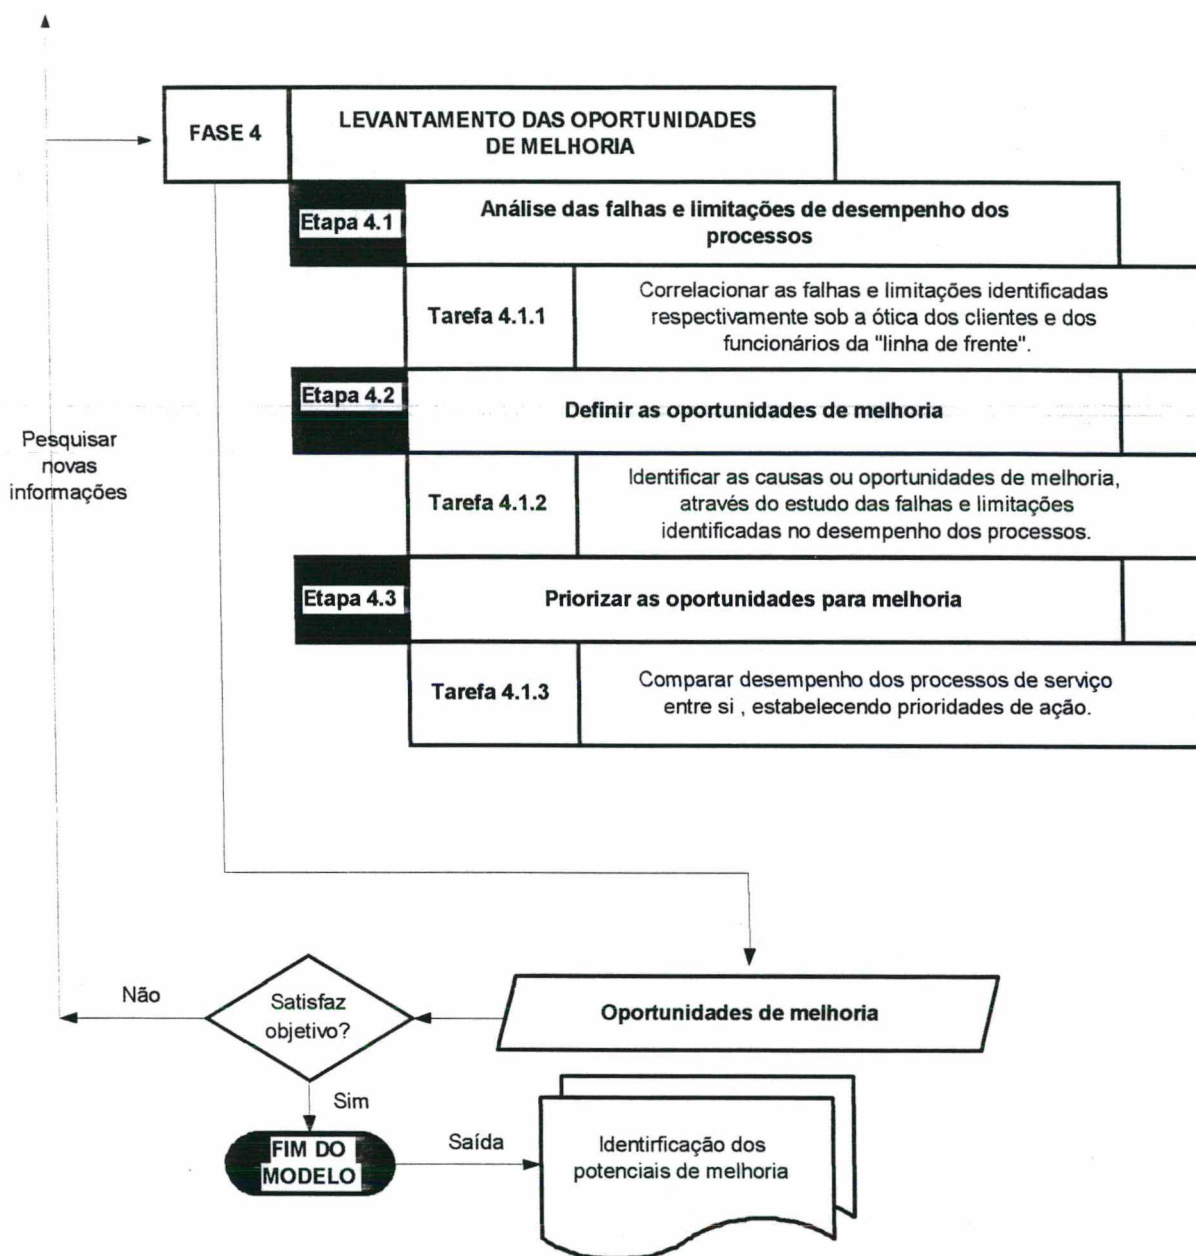 FASE 4
LEVANTAMENTO DAS OPORTUNIDADES
DE MELHORIA
Etapa 4.1
Análise das falhas e limitações de desempenho dos
processos
Tarefa 4.1.1
Correlacionar as falhas e limitações identificadas
respectivamente sob a ótica dos clientes e dos
funcionários da "linha de frente".
Etapa 4.2
Definir as oportunidades de melhoria
Pesquisar
novas
informações
Tarefa 4.1.2
Identificar as causas ou oportunidades de melhoria,
através do estudo das falhas e limitações
identificadas no desempenho dos processos.
Etapa 4.3
Priorizar as oportunidades para melhoria
Tarefa 4.1.3
Comparar desempenho dos processos de serviço
entre si , estabelecendo prioridades de ação.
Oportunidades de melhoria
Satisfaz
objetivo?
Não
Sim
FIM DO
MODELO
Saída
Identirficação dos
potenciais de melhoria